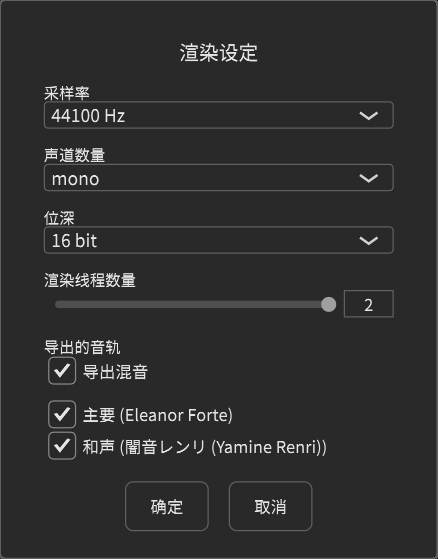 渲染设定
采样率
44100 Hz
声道数量
mono
位深
16 bit
渲染线程数量
2
导出的音轨
导出混音
主要 (Eleanor Forte)
和声 (闇音レンリ (Yamine Renri))
确定 取消